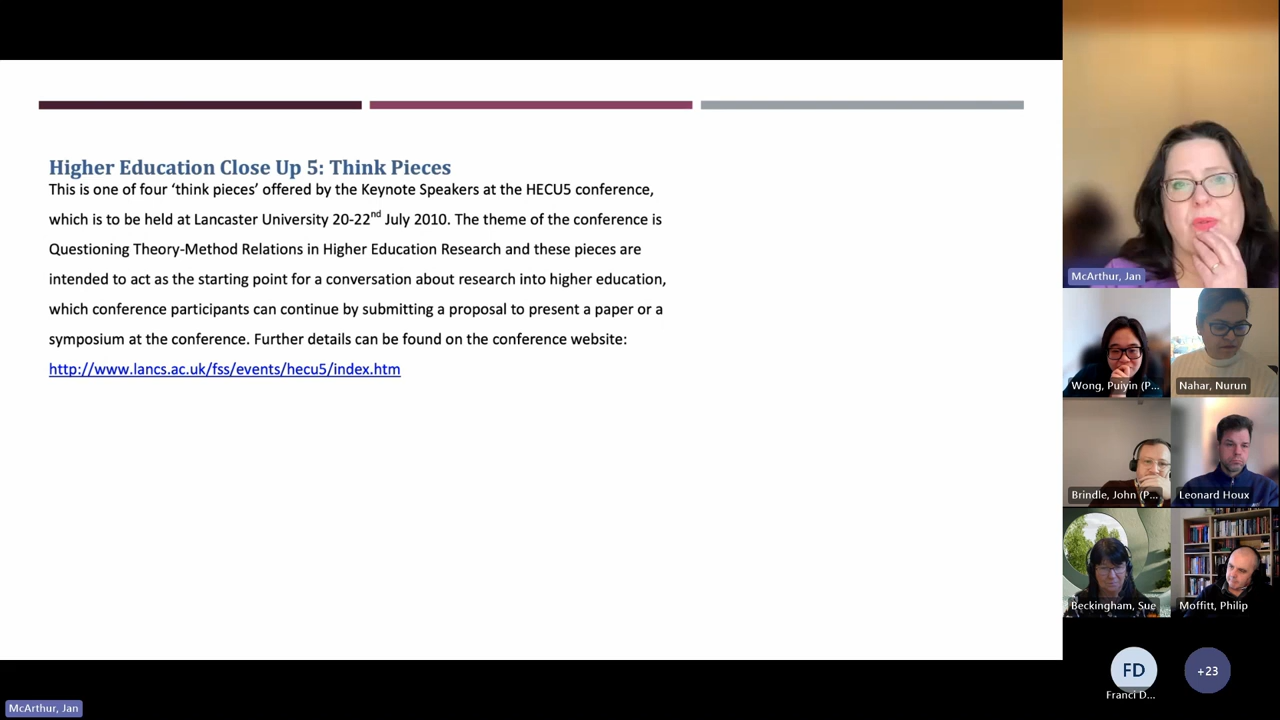 Higher Education Close Up 5: Think Pieces
This is one of four ‘think pieces’ offered by the Keynote Speakers at the HECU5 conference,
which is to be held at Lancaster University 20-22nd July 2010. The theme of the conference is
Questioning Theory-Method Relations in Higher Education Research and these pieces are
intended to act as the starting point for a conversation about research into higher education,
which conference participants can continue by submitting a proposal to present a paper or a
symposium at the conference. Further details can be found on the conference website:
http://www.lancs.ac.uk/fss/events/hecu5/index.htm
McArthur, Jan
Wong, Puiyin (P...
Nahar, Nurun
Brindle, John (P...
Leonard Houx
Beckingham, Sue
Moffitt, Philip
FD
Franci D...
+23
McArthur, Jan